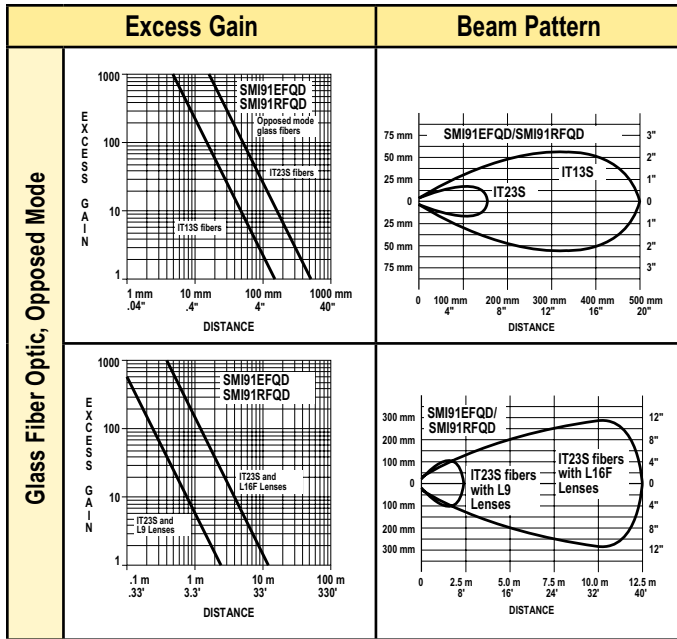 Excess Gain
Beam Pattern
Glass Fiber Optic, Opposed Mode
1000
100
10
1
EXCESS GAIN
SMI91EFQD
SMI91RFQD
Opposed mode
glass fibers
IT23S fibers
IT13S fibers
1 mm 10 mm 100 mm 1000 mm
.04" .4" 4" 40"
DISTANCE
SMI91EFQD/SMI91RFQD
IT13S
IT23S
75 mm 3"
50 mm 2"
25 mm 1"
0 0
25 mm 1"
50 mm 2"
75 mm 3"
0 100 mm 200 mm 300 mm 400 mm 500 mm
4" 8" 12" 16" 20"
DISTANCE
1000
100
10
1
EXCESS GAIN
SMI91EFQD
SMI91RFQD
IT23S and
L16F Lenses
IT23S and
L9 Lenses
.1 m 1 m 10 m 100 m
.33' 3.3' 33' 330'
DISTANCE
SMI91EFQD/
SMI91RFQD
IT23S fibers
with L9
Lenses
IT23S fibers
with L16F
Lenses
300 mm 12"
200 mm 8"
100 mm 4"
0 0
100 mm 4"
200 mm 8"
300 mm 12"
0 2.5 m 5.0 m 7.5 m 10.0 m 12.5 m
8' 16' 24' 32' 40'
DISTANCE